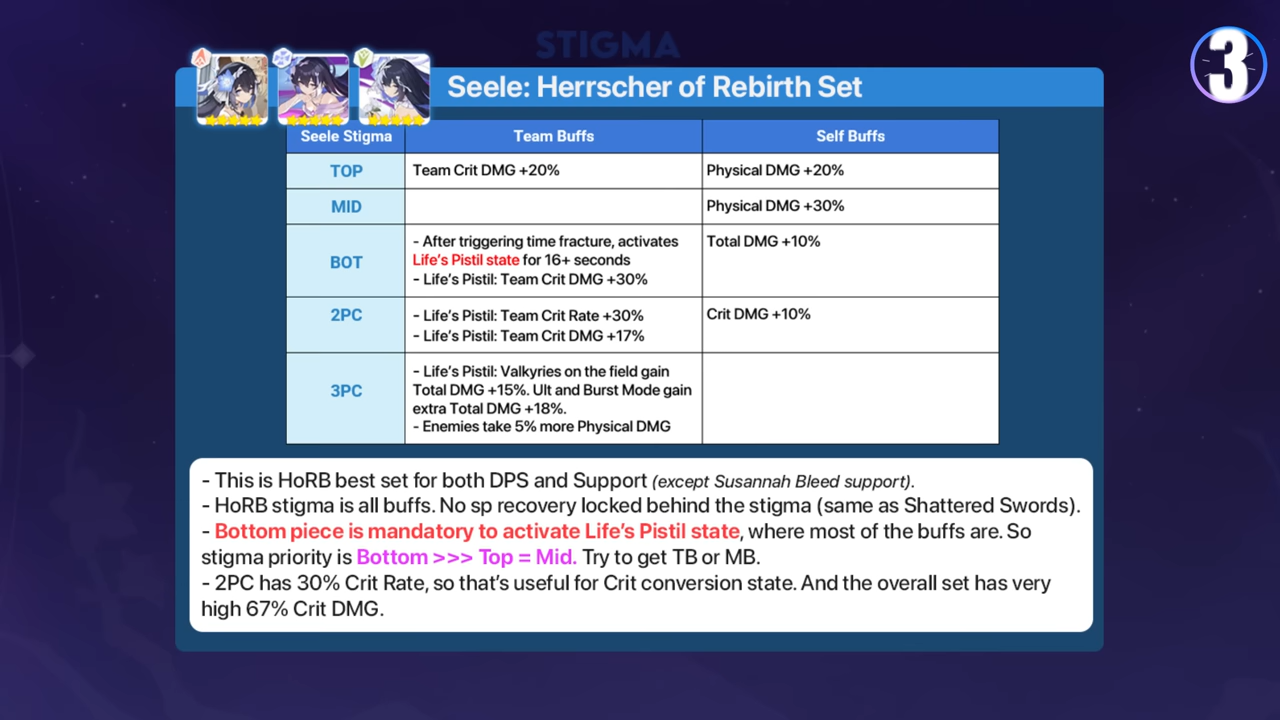 STIGMA
3
Seele: Herrscher of Rebirth Set
Seele Stigma
Team Buffs
Self Buffs
TOP
Team Crit DMG +20%
Physical DMG +20%
MID
Physical DMG +30%
BOT
- After triggering time fracture, activates
Life's Pistil state for 16+ seconds
- Life's Pistil: Team Crit DMG +30%
Total DMG +10%
2PC
- Life's Pistil: Team Crit Rate +30%
- Life's Pistil: Team Crit DMG +17%
Crit DMG +10%
3PC
- Life's Pistil: Valkyries on the field gain
Total DMG +15%. Ult and Burst Mode gain
extra Total DMG +18%.
- Enemies take 5% more Physical DMG
- This is HoRB best set for both DPS and Support (except Susannah Bleed support).
- HoRB stigma is all buffs. No sp recovery locked behind the stigma (same as Shattered Swords).
- Bottom piece is mandatory to activate Life's Pistil state, where most of the buffs are. So
stigma priority is Bottom >>> Top = Mid. Try to get TB or MB.
- 2PC has 30% Crit Rate, so that's useful for Crit conversion state. And the overall set has very
high 67% Crit DMG.